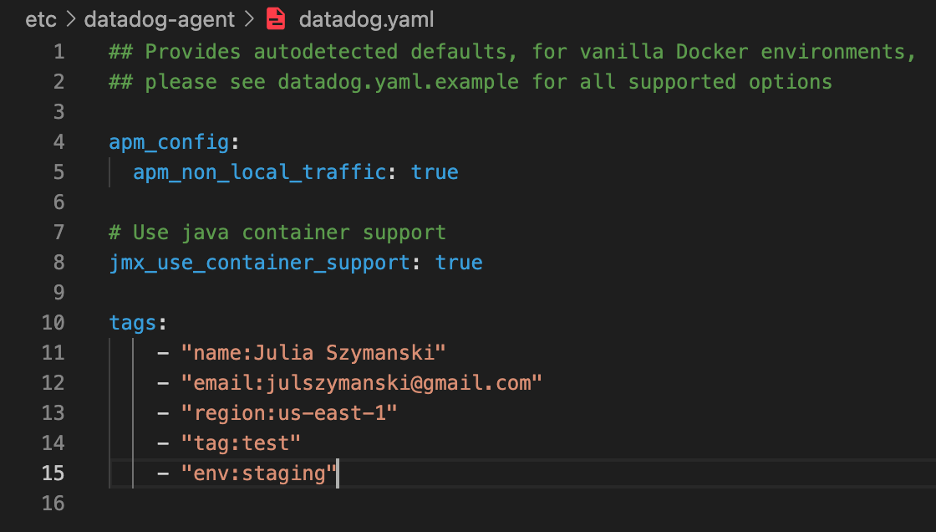 etc > datadog-agent > datadog.yaml
1 ## Provides autodetected defaults, for vanilla Docker environments,
2 ## please see datadog.yaml.example for all supported options
3
4 apm_config:
5   apm_non_local_traffic: true
6
7 # Use java container support
8 jmx_use_container_support: true
9
10 tags:
11     - "name:Julia Szymanski"
12     - "email:julszymanski@gmail.com"
13     - "region:us-east-1"
14     - "tag:test"
15     - "env:staging"
16